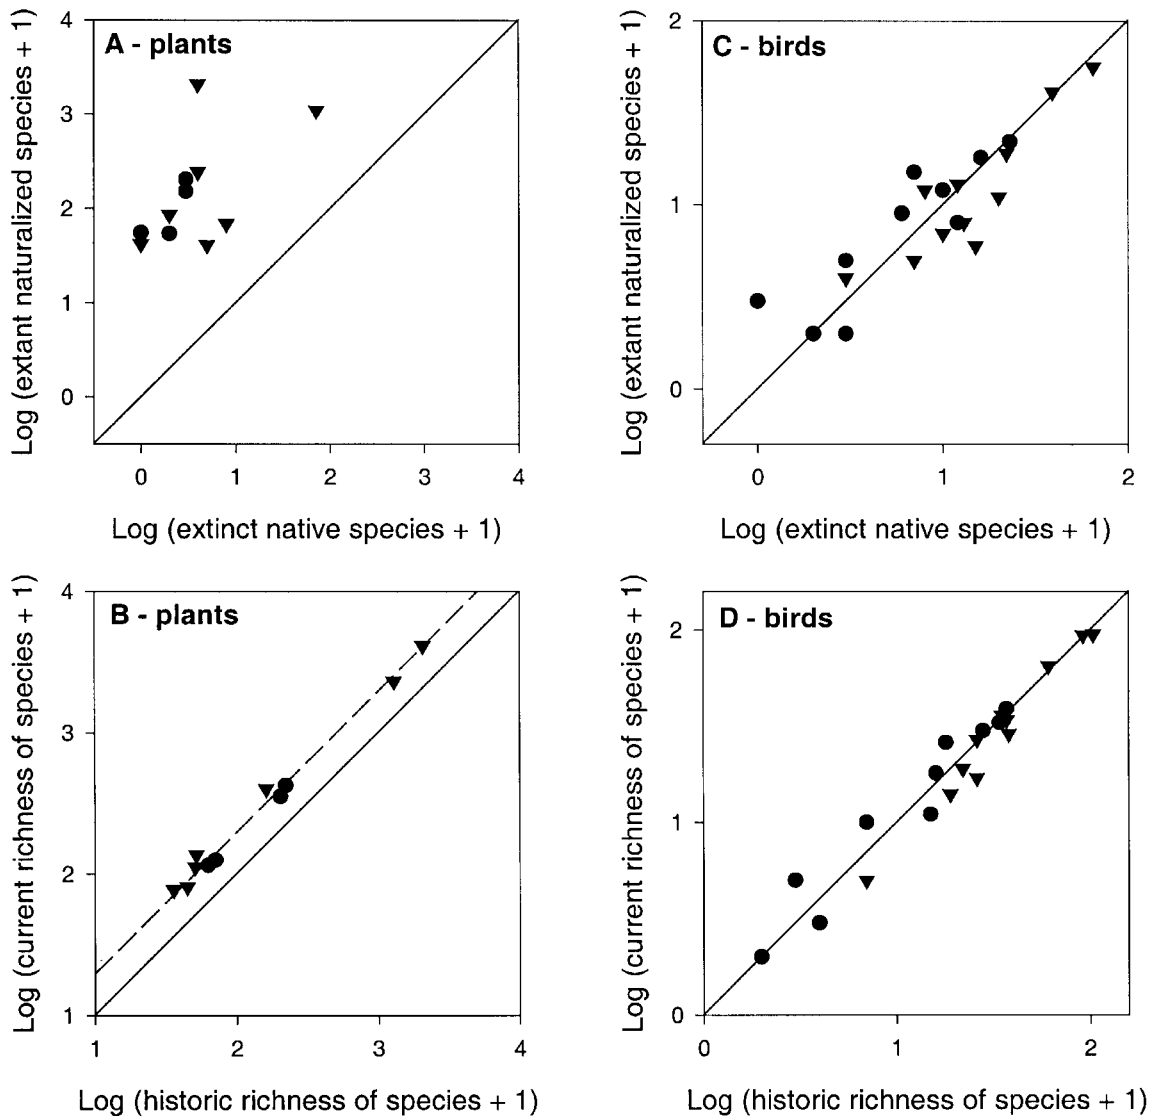 A - plants
Log (extant naturalized species + 1)
4
3
2
1
0
0 1 2 3 4
Log (extinct native species + 1)
C - birds
Log (extant naturalized species + 1)
2
1
0
0 1 2
Log (extinct native species + 1)
B - plants
Log (current richness of species + 1)
4
3
2
1
1 2 3 4
Log (historic richness of species + 1)
D - birds
Log (current richness of species + 1)
2
1
0
0 1 2
Log (historic richness of species + 1)